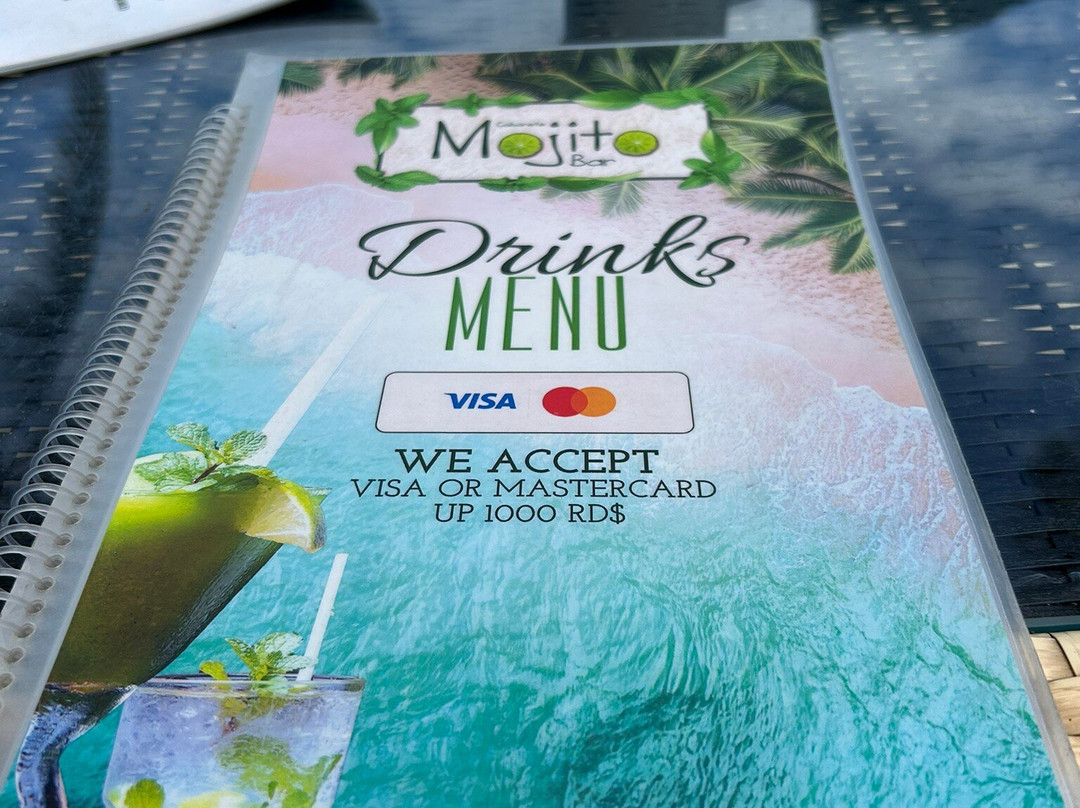 Mojito
Bar
Drinks
MENU
VISA
WE ACCEPT
VISA OR MASTERCARD
UP 1000 RD$